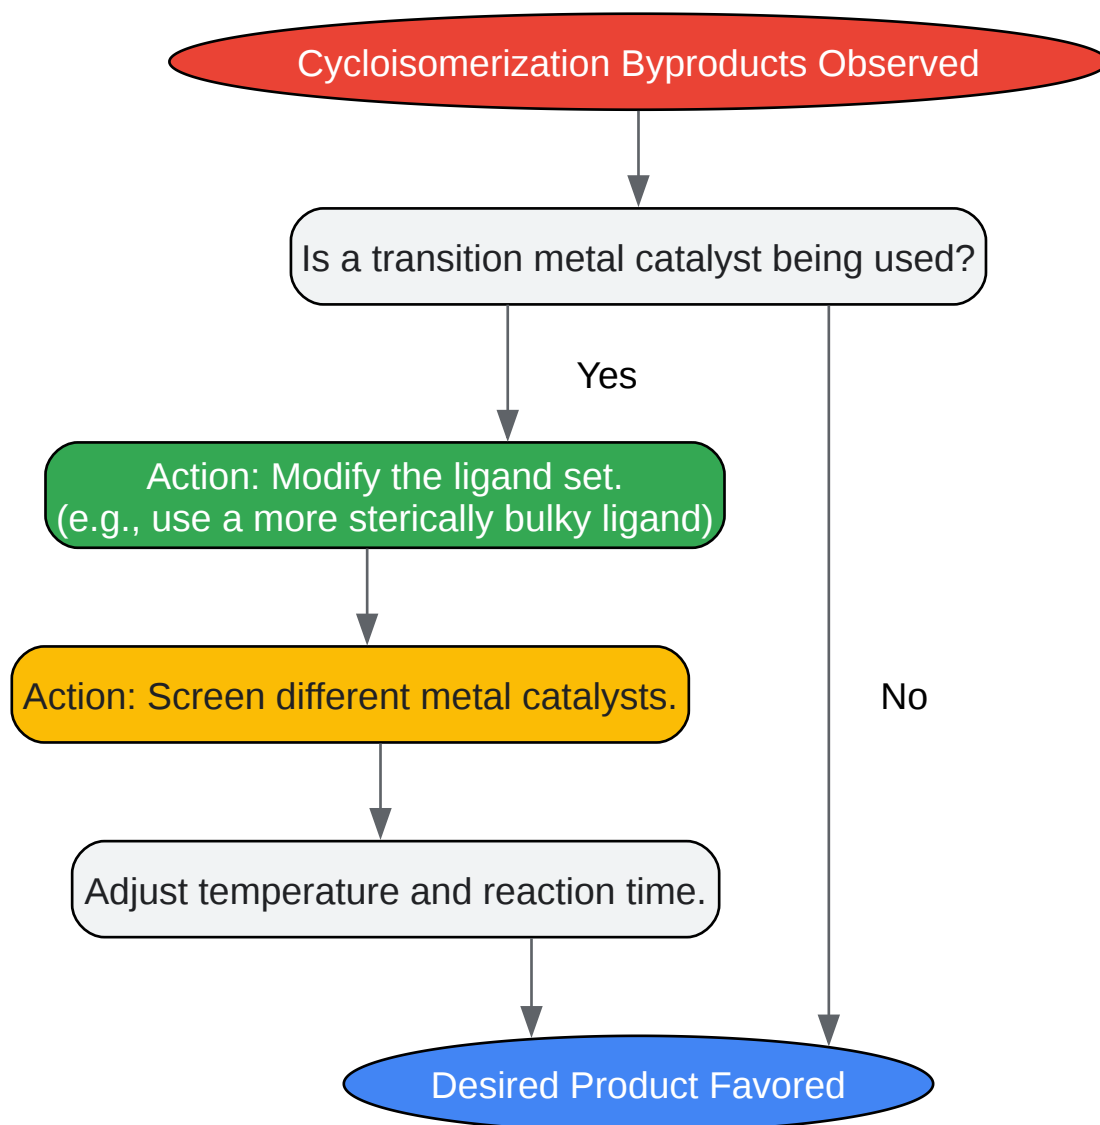 Cycloisomerization Byproducts Observed
Is a transition metal catalyst being used?
Yes
Action: Modify the ligand set.
(e.g., use a more sterically bulky ligand)
Action: Screen different metal catalysts.
No
Adjust temperature and reaction time.
Desired Product Favored